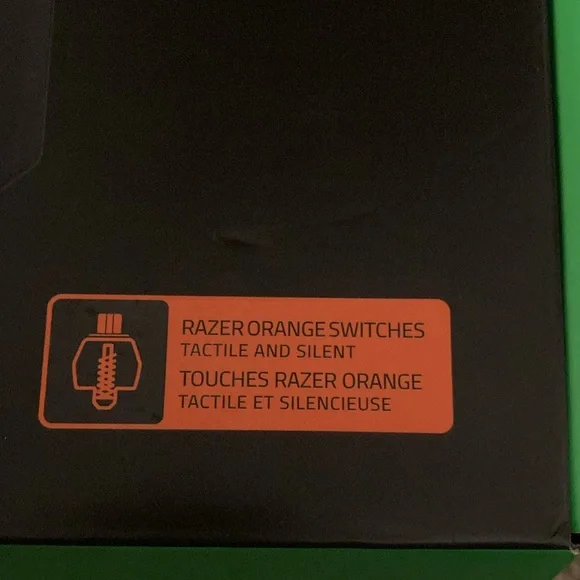 RAZER ORANGE SWITCHES
TACTILE AND SILENT
TOUCHES RAZER ORANGE
TACTILE ET SILENCIEUSE